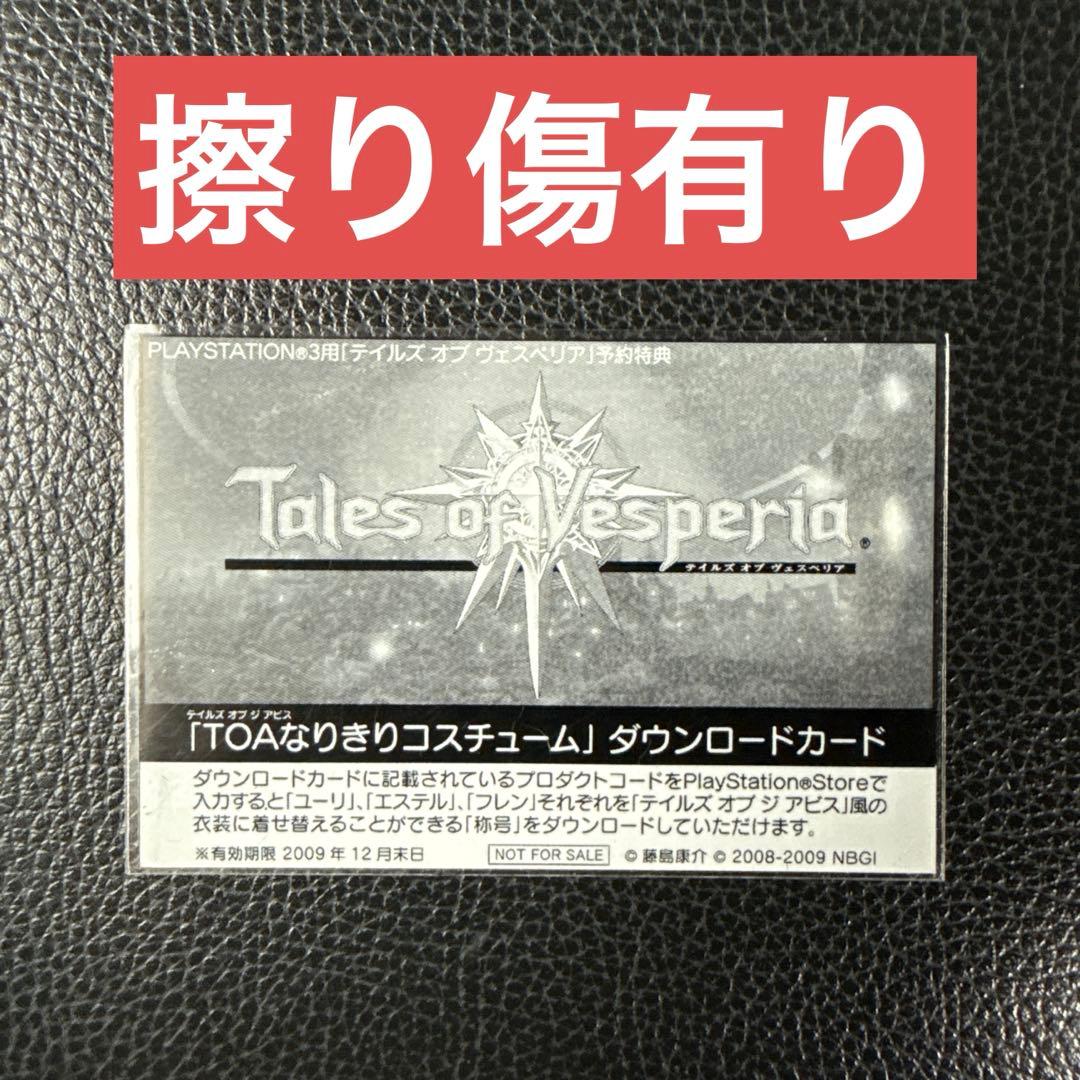 擦り傷有り
PLAYSTATION®3用「テイルズ オブ ヴェスペリア」予約特典
Tales of Vesperia®
テイルズ オブ ヴェスペリア
テイルズ オブ ジ アビス
「TOAなりきりコスチューム」ダウンロードカード
ダウンロードカードに記載されているプロダクトコードをPlayStation®Storeで
入力すると「ユーリ」、「エステル」、「フレン」それぞれを「テイルズ オブ ジ アビス」風の
衣装に着せ替えることができる「称号」をダウンロードしていただけます。
※有効期限 2009年12月末日 NOT FOR SALE © 藤島康介 © 2008-2009 NBGI